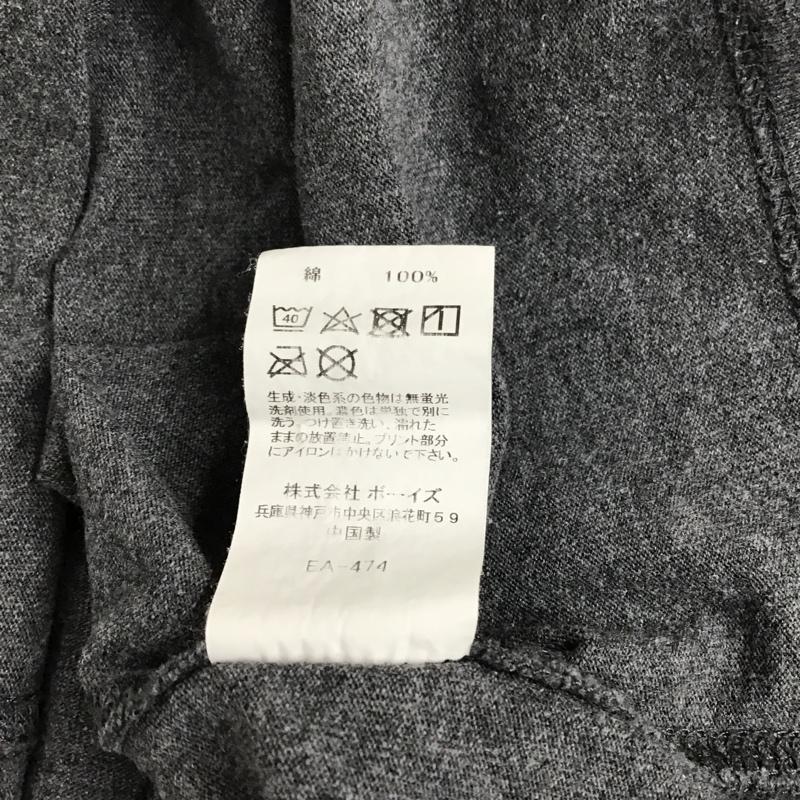 綿 100%
40
生成・淡色系の色物は無蛍光
洗剤使用。濃色は単独で別に
洗う。つけ置き洗い、濡れた
ままの放置禁止。プリント部分
にアイロンはかけないで下さい。
株式会社 ボーイズ
兵庫県神戸市中央区浪花町59
中国製
EA-474